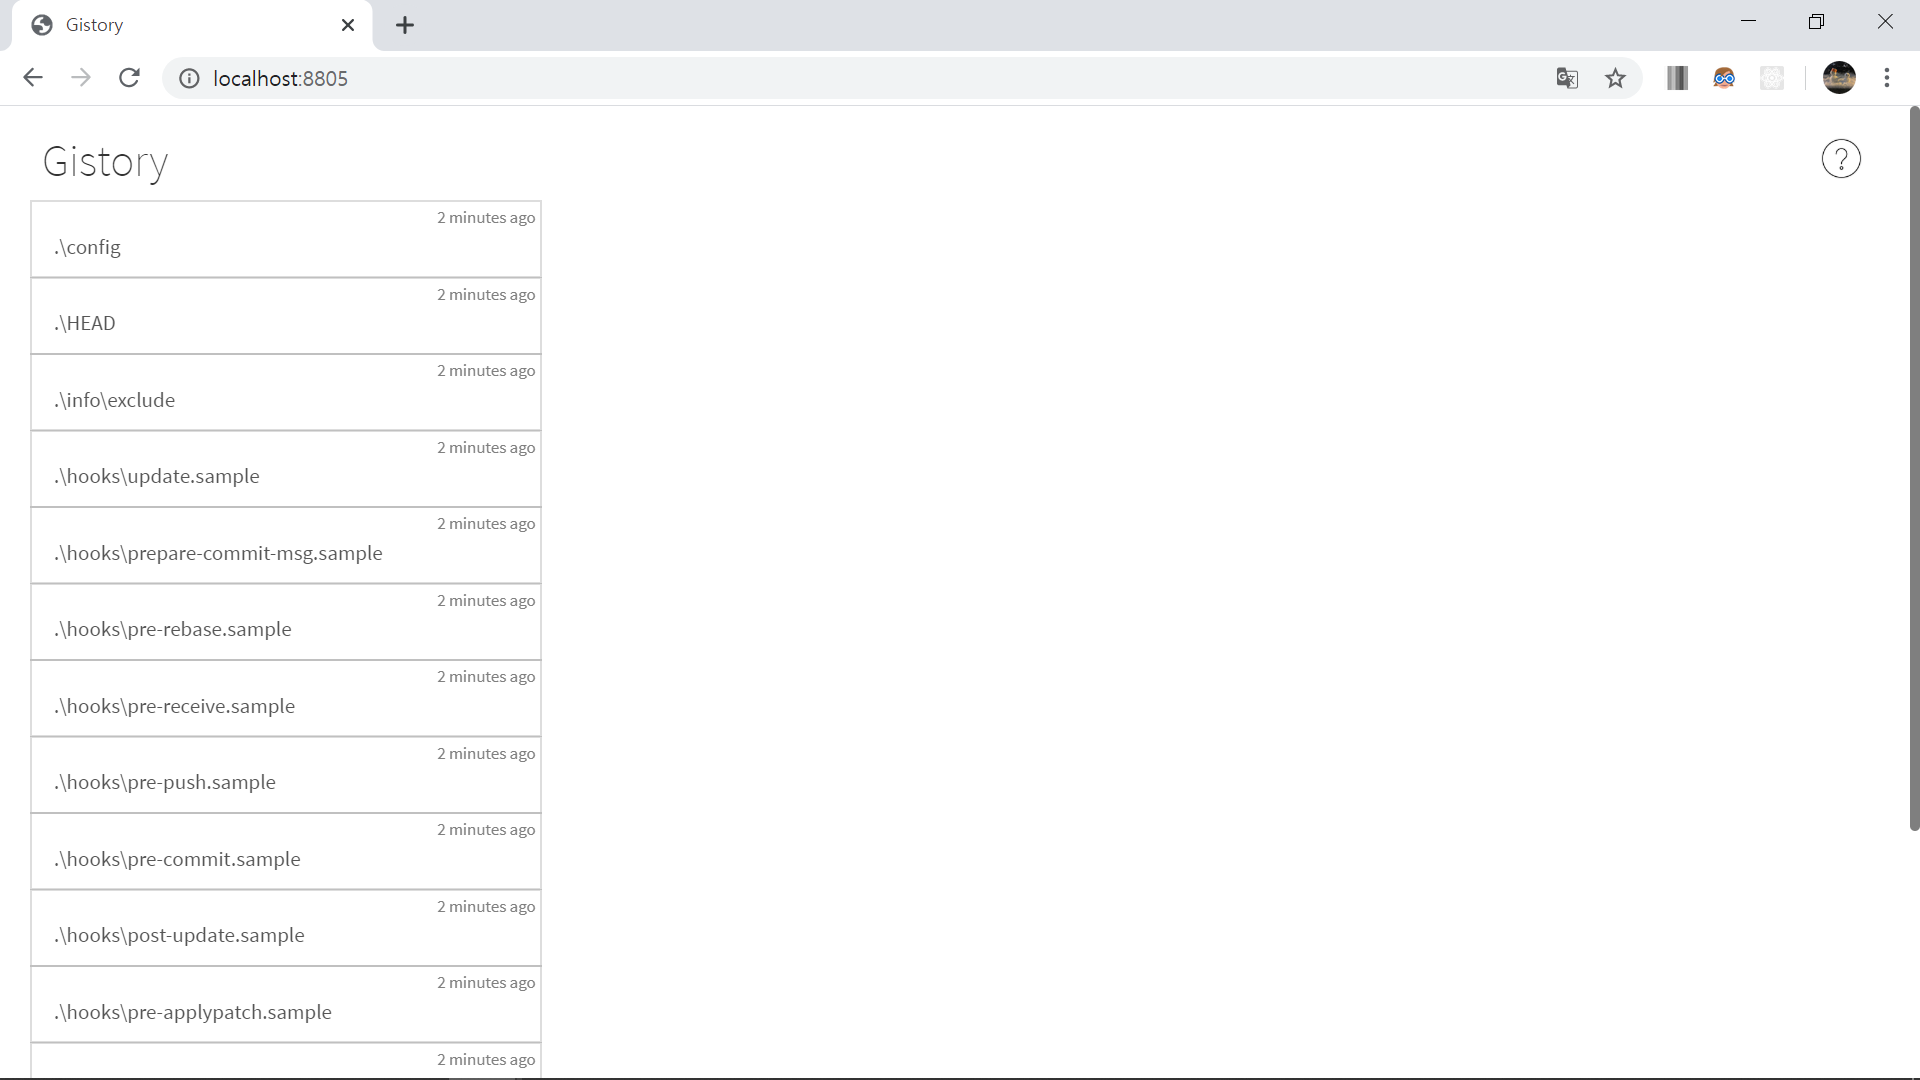 Gistory
localhost:8805
Gistory
?
2 minutes ago
.\config
2 minutes ago
.\HEAD
2 minutes ago
.\info\exclude
2 minutes ago
.\hooks\update.sample
2 minutes ago
.\hooks\prepare-commit-msg.sample
2 minutes ago
.\hooks\pre-rebase.sample
2 minutes ago
.\hooks\pre-receive.sample
2 minutes ago
.\hooks\pre-push.sample
2 minutes ago
.\hooks\pre-commit.sample
2 minutes ago
.\hooks\post-update.sample
2 minutes ago
.\hooks\pre-applypatch.sample
2 minutes ago